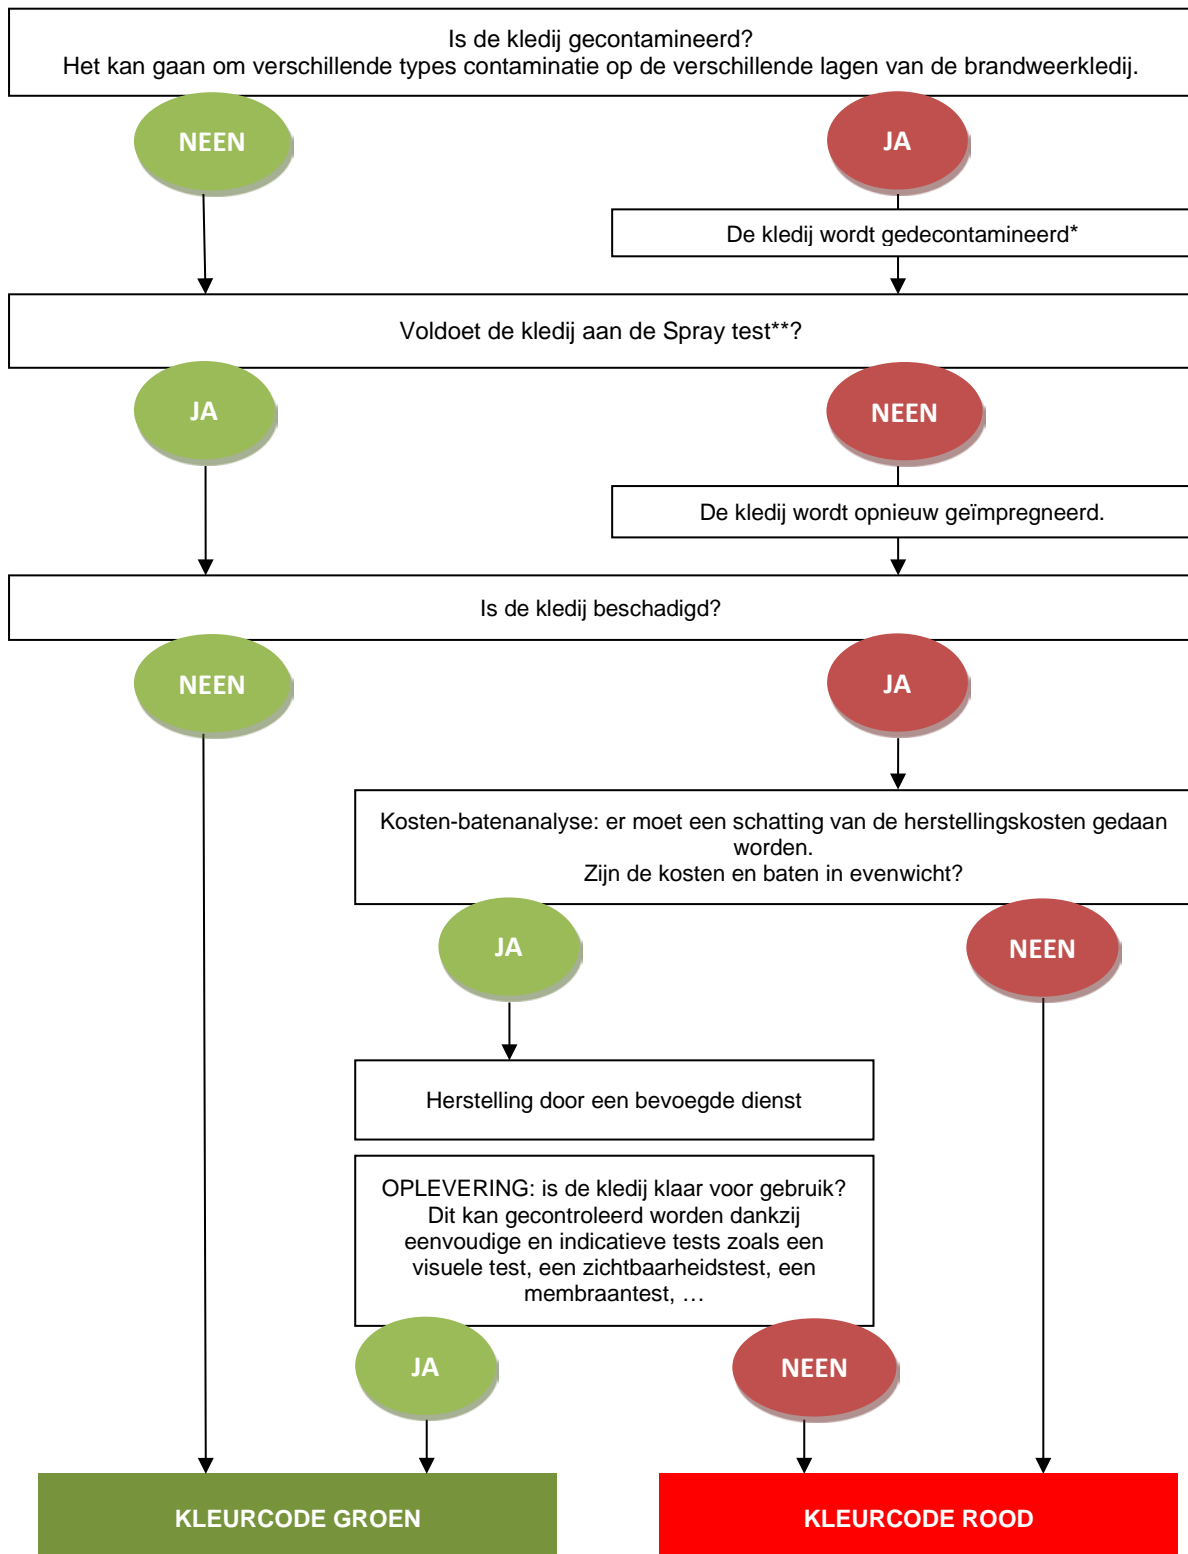 Is de kledij gecontamineerd?
Het kan gaan om verschillende types contaminatie op de verschillende lagen van de brandweerkledij.
NEEN
JA
De kledij wordt gedecontamineerd*
Voldoet de kledij aan de Spray test**?
JA
NEEN
De kledij wordt opnieuw geïmpregneerd.
Is de kledij beschadigd?
NEEN
JA
Kosten-batenanalyse: er moet een schatting van de herstellingskosten gedaan
worden.
Zijn de kosten en baten in evenwicht?
JA
NEEN
Herstelling door een bevoegde dienst
OPLEVERING: is de kledij klaar voor gebruik?
Dit kan gecontroleerd worden dankzij
eenvoudige en indicatieve tests zoals een
visuele test, een zichtbaarheidstest, een
membraantest, …
JA
NEEN
KLEURCODE GROEN
KLEURCODE ROOD